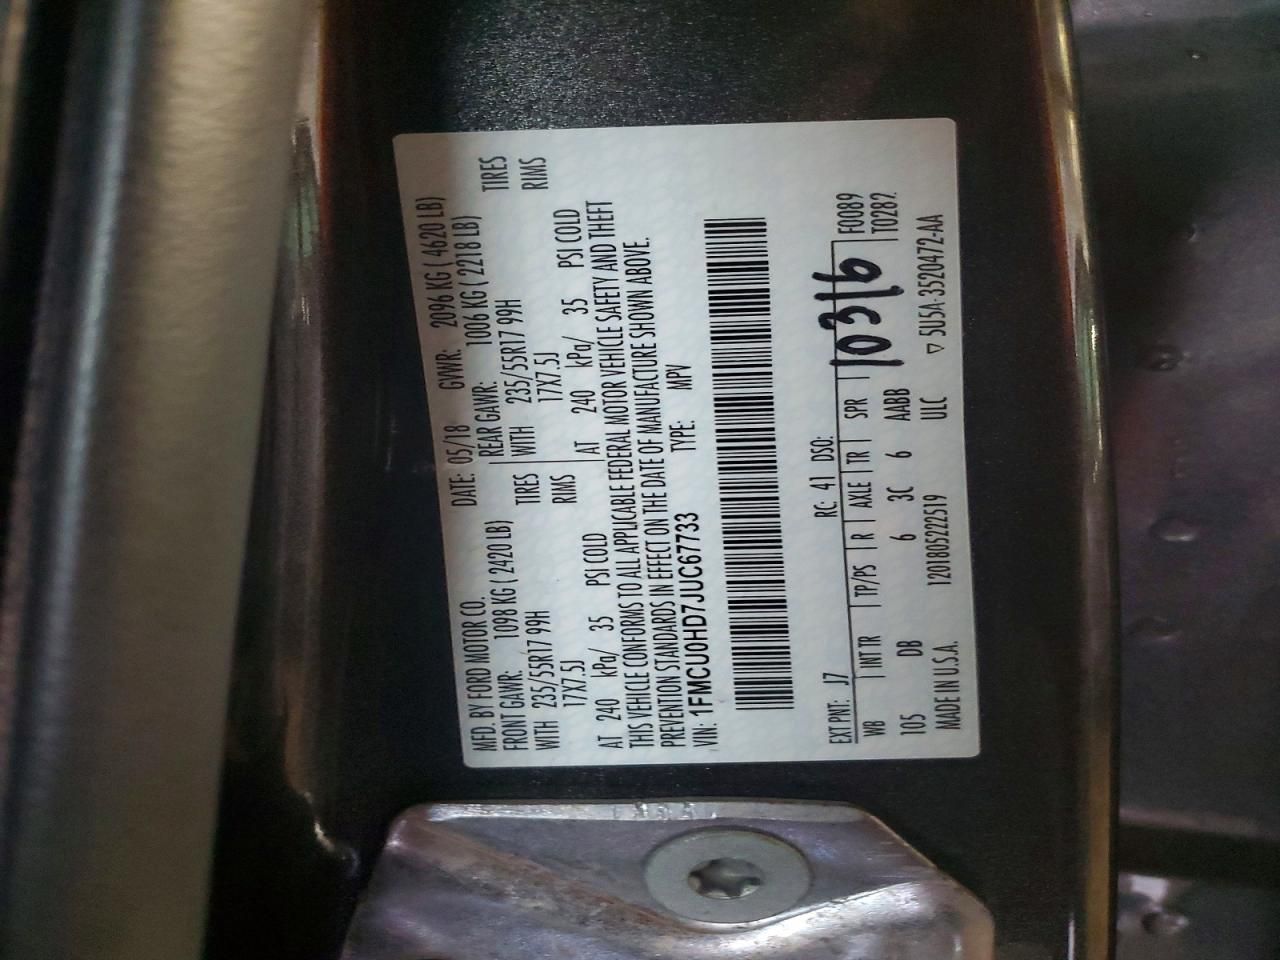 MFD. BY FORD MOTOR CO. DATE: 05/18 GVWR: 2096 KG ( 4620 LB)
FRONT GAWR: 1098 KG ( 2420 LB) REAR GAWR: 1006 KG ( 2218 LB)
WITH 235/55R17 99H TIRES WITH 235/55R17 99H TIRES
17X7.5J RIMS 17X7.5J RIMS
AT 240 kPa/ 35 PSI COLD AT 240 kPa/ 35 PSI COLD
THIS VEHICLE CONFORMS TO ALL APPLICABLE FEDERAL MOTOR VEHICLE SAFETY AND THEFT
PREVENTION STANDARDS IN EFFECT ON THE DATE OF MANUFACTURE SHOWN ABOVE.
VIN: 1FMCU0HD7JUC67733 TYPE: MPV
EXT PNT: J7 RC: 41 DSO: F0089
WB INT TR TP/PS R AXLE TR SPR 10316 T0282
105 DB 6 3C 6 AABB
MADE IN U.S.A. 120180522519 ULC ▽ 5U5A-3520472-AA